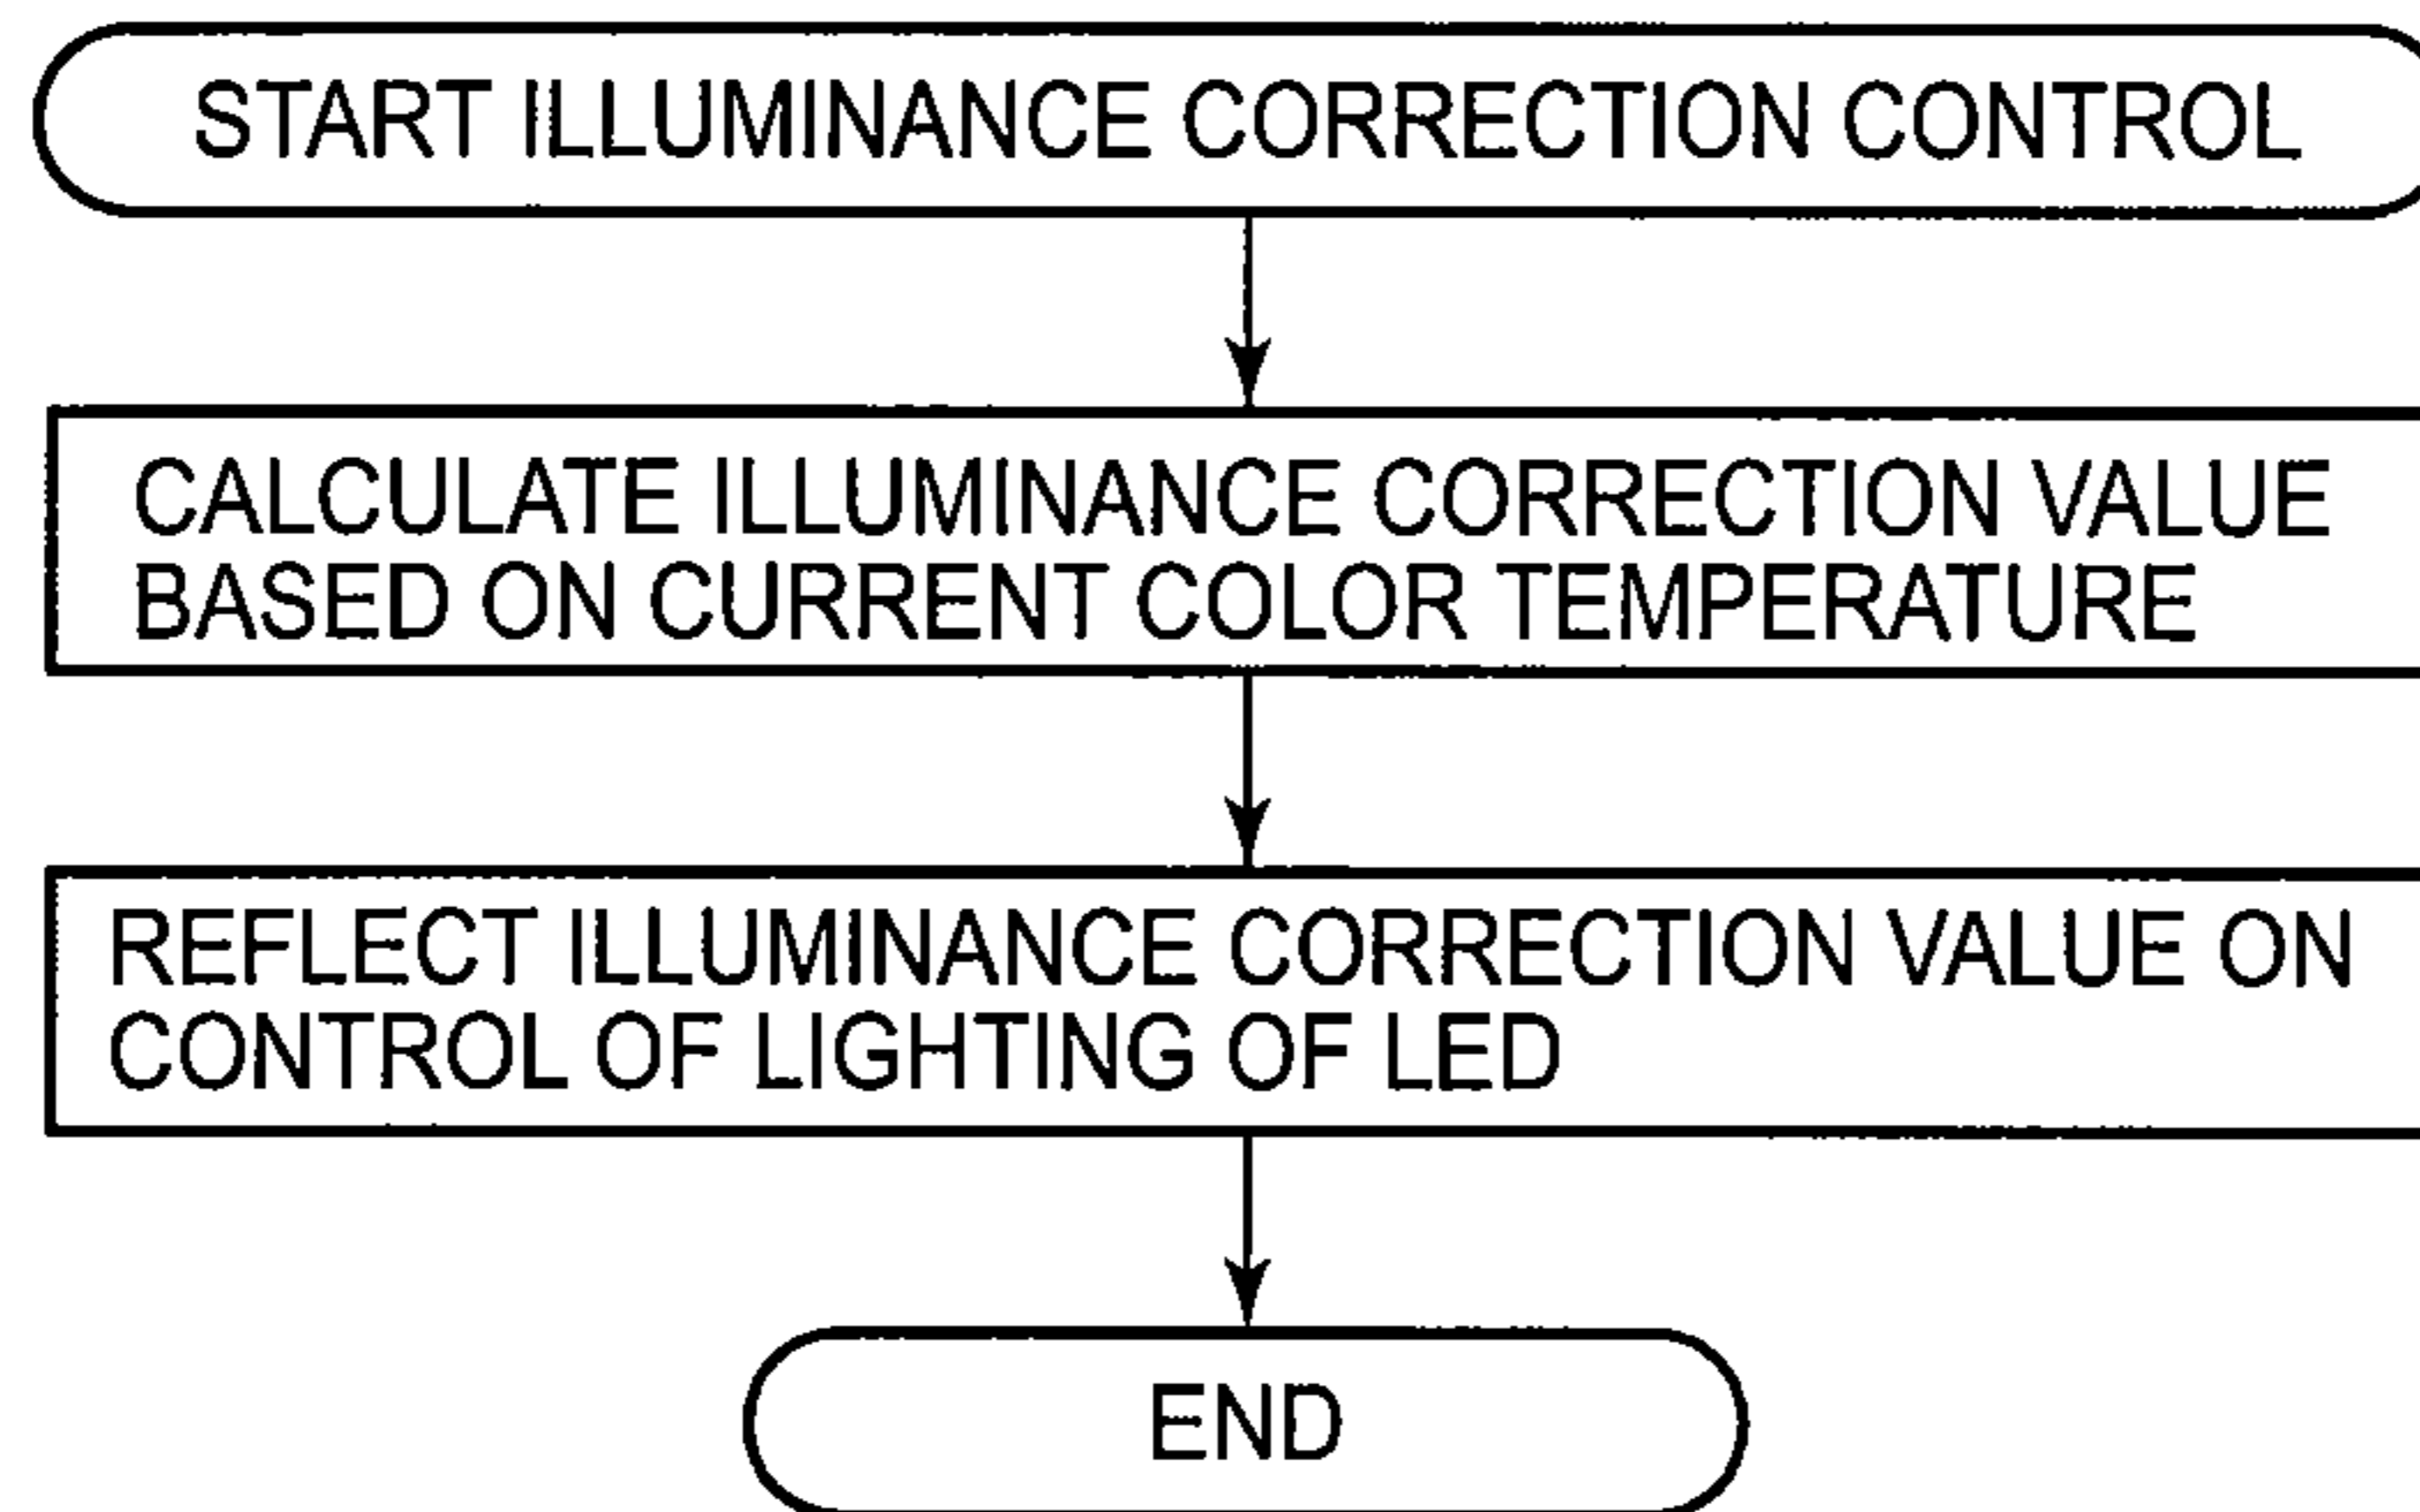 START ILLUMINANCE CORRECTION CONTROL
CALCULATE ILLUMINANCE CORRECTION VALUE
BASED ON CURRENT COLOR TEMPERATURE
REFLECT ILLUMINANCE CORRECTION VALUE ON
CONTROL OF LIGHTING OF LED
END